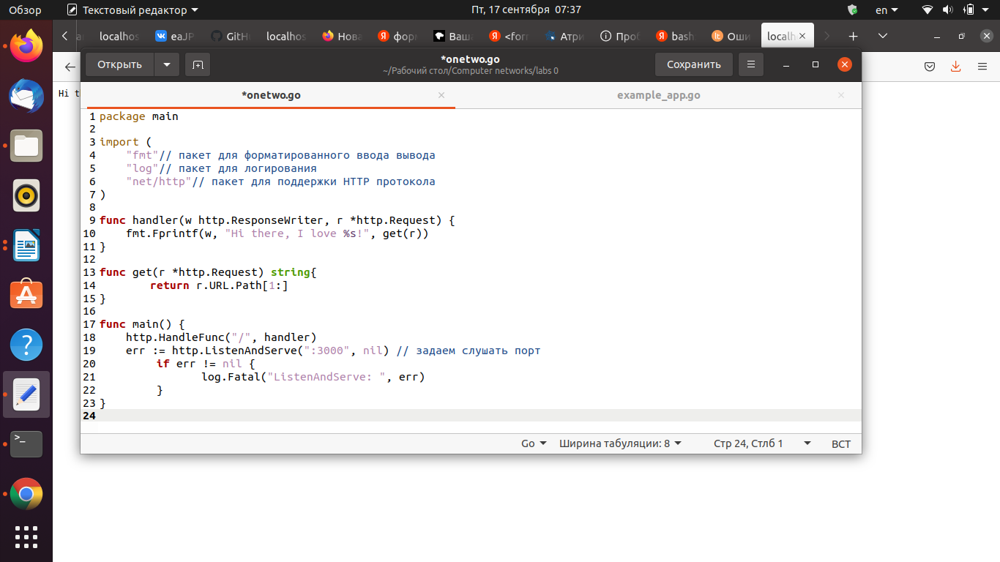 Обзор Текстовый редактор Пт, 17 сентября 07:37 en
localhos eaJP GitH localhos Нова форм Ваша <forr Атри Проб bash Оши localh
Hi t
Открыть *onetwo.go Сохранить
~/Рабочий стол/Computer networks/labs 0
*onetwo.go example_app.go
1 package main
2
3 import (
4 "fmt"// пакет для форматированного ввода вывода
5 "log"// пакет для логирования
6 "net/http"// пакет для поддержки HTTP протокола
7 )
8
9 func handler(w http.ResponseWriter, r *http.Request) {
10 fmt.Fprintf(w, "Hi there, I love %s!", get(r))
11 }
12
13 func get(r *http.Request) string{
14 return r.URL.Path[1:]
15 }
16
17 func main() {
18 http.HandleFunc("/", handler)
19 err := http.ListenAndServe(":3000", nil) // задаем слушать порт
20 if err != nil {
21 log.Fatal("ListenAndServe: ", err)
22 }
23 }
24
Go Ширина табуляции: 8 Стр 24, Стлб 1 ВСТ